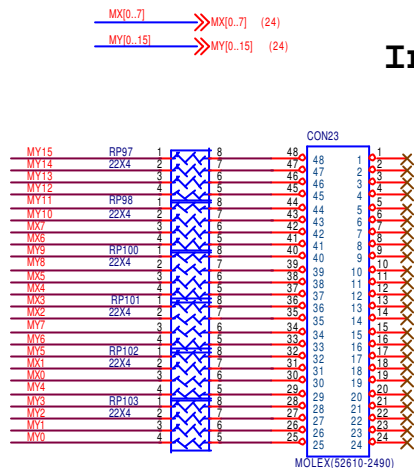 MX[0..7] MX[0..7] (24)
MY[0..15] MY[0..15] (24)
CON23
MY15 RP97 1 8 48 48 1 1
MY14 22X4 2 7 47 47 2 2
MY13 3 6 46 46 3 3
MY12 4 5 45 45 4 4
MY11 RP98 1 8 44 44 5 5
MY10 22X4 2 7 43 43 6 6
MX7 3 6 42 42 7 7
MX6 4 5 41 41 8 8
MY9 RP100 1 8 40 40 9 9
MY8 22X4 2 7 39 39 10 10
MX5 3 6 38 38 11 11
MX4 4 5 37 37 12 12
MX3 RP101 1 8 36 36 13 13
MX2 22X4 2 7 35 35 14 14
MY7 3 6 34 34 15 15
MY6 4 5 33 33 16 16
MY5 RP102 1 8 32 32 17 17
MX1 22X4 2 7 31 31 18 18
MX0 3 6 30 30 19 19
MY4 4 5 29 29 20 20
MY3 RP103 1 8 28 28 21 21
MY2 22X4 2 7 27 27 22 22
MY1 3 6 26 26 23 23
MY0 4 5 25 25 24 24
MOLEX(52610-2490)